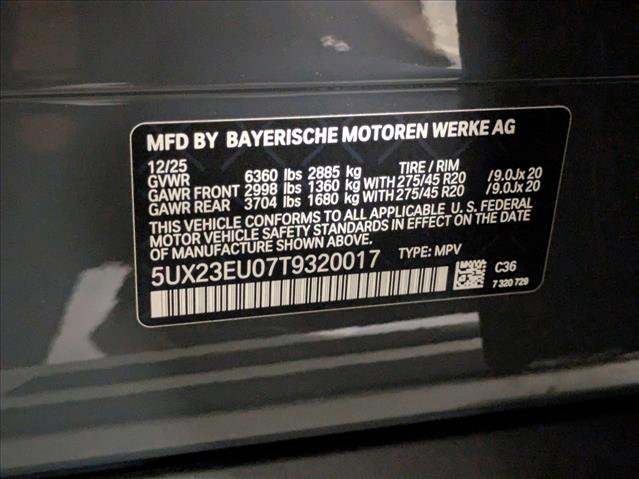 MFD BY BAYERISCHE MOTOREN WERKE AG
12/25 TIRE / RIM
GVWR 6360 lbs 2885 kg
GAWR FRONT 2998 lbs 1360 kg WITH 275/45 R20 /9.0Jx 20
GAWR REAR 3704 lbs 1680 kg WITH 275/45 R20 /9.0Jx 20
THIS VEHICLE CONFORMS TO ALL APPLICABLE U. S. FEDERAL
MOTOR VEHICLE SAFETY STANDARDS IN EFFECT ON THE DATE
OF MANUFACTURE SHOWN ABOVE.
5UX23EU07T9320017 TYPE: MPV
C36
7 320 729